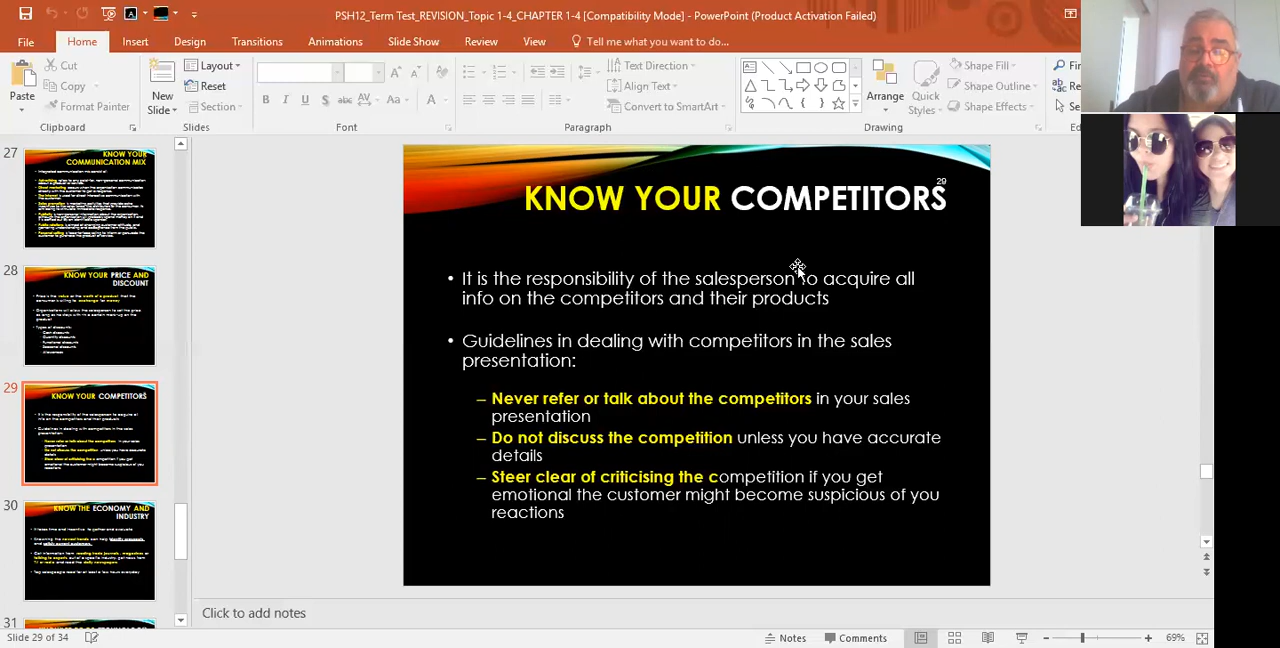 PSH12_Term Test_REVISION_Topic 1-4_CHAPTER 1-4 [Compatibility Mode] - PowerPoint (Product Activation Failed)
File Home Insert Design Transitions Animations Slide Show Review View Tell me what you want to do...
Paste
Cut
Copy
Format Painter
Clipboard
New
Slide
Layout
Reset
Section
Slides
B I U S abc AV Aa A
Font
Text Direction
Align Text
Convert to SmartArt
Paragraph
Arrange
Quick
Styles
Shape Fill
Shape Outline
Shape Effects
Drawing
Fin
Re
Se
Ed
27
KNOW YOUR
COMMUNICATION MIX
28
KNOW YOUR PRICE AND
DISCOUNT
29
KNOW YOUR COMPETITORS
30
KNOW THE ECONOMY AND
INDUSTRY
31
29
KNOW YOUR COMPETITORS
• It is the responsibility of the salesperson to acquire all
info on the competitors and their products
• Guidelines in dealing with competitors in the sales
presentation:
– Never refer or talk about the competitors in your sales
presentation
– Do not discuss the competition unless you have accurate
details
– Steer clear of criticising the competition if you get
emotional the customer might become suspicious of you
reactions
Click to add notes
Slide 29 of 34
Notes Comments 69%